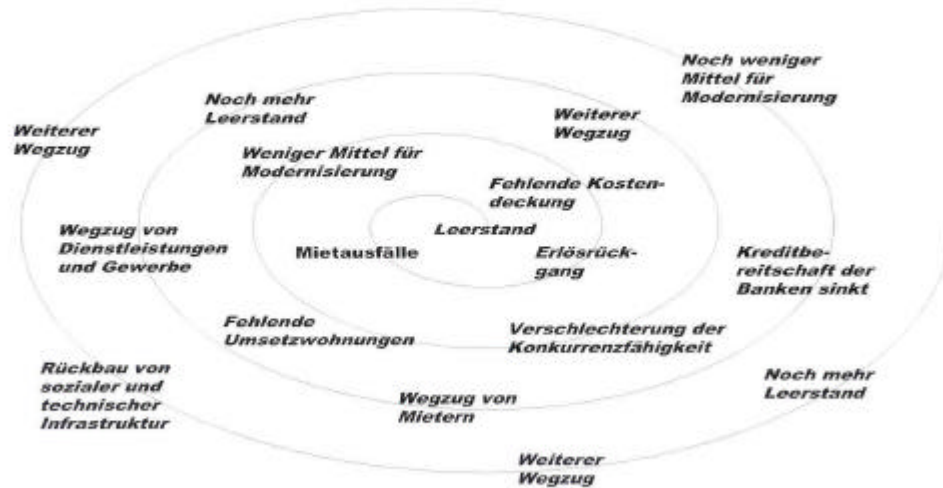 Noch weniger
Mittel für
Modernisierung
Noch mehr
Leerstand
Weiterer
Wegzug
Weiterer
Wegzug
Weniger Mittel für
Modernisierung
Fehlende Kosten-
deckung
Leerstand
Wegzug von
Dienstleistungen
und Gewerbe
Mietausfälle
Erlösrück-
gang
Kreditbe-
reitschaft der
Banken sinkt
Fehlende
Umsetzwohnungen
Verschlechterung der
Konkurrenzfähigkeit
Rückbau von
sozialer und
technischer
Infrastruktur
Noch mehr
Leerstand
Wegzug von
Mietern
Weiterer
Wegzug